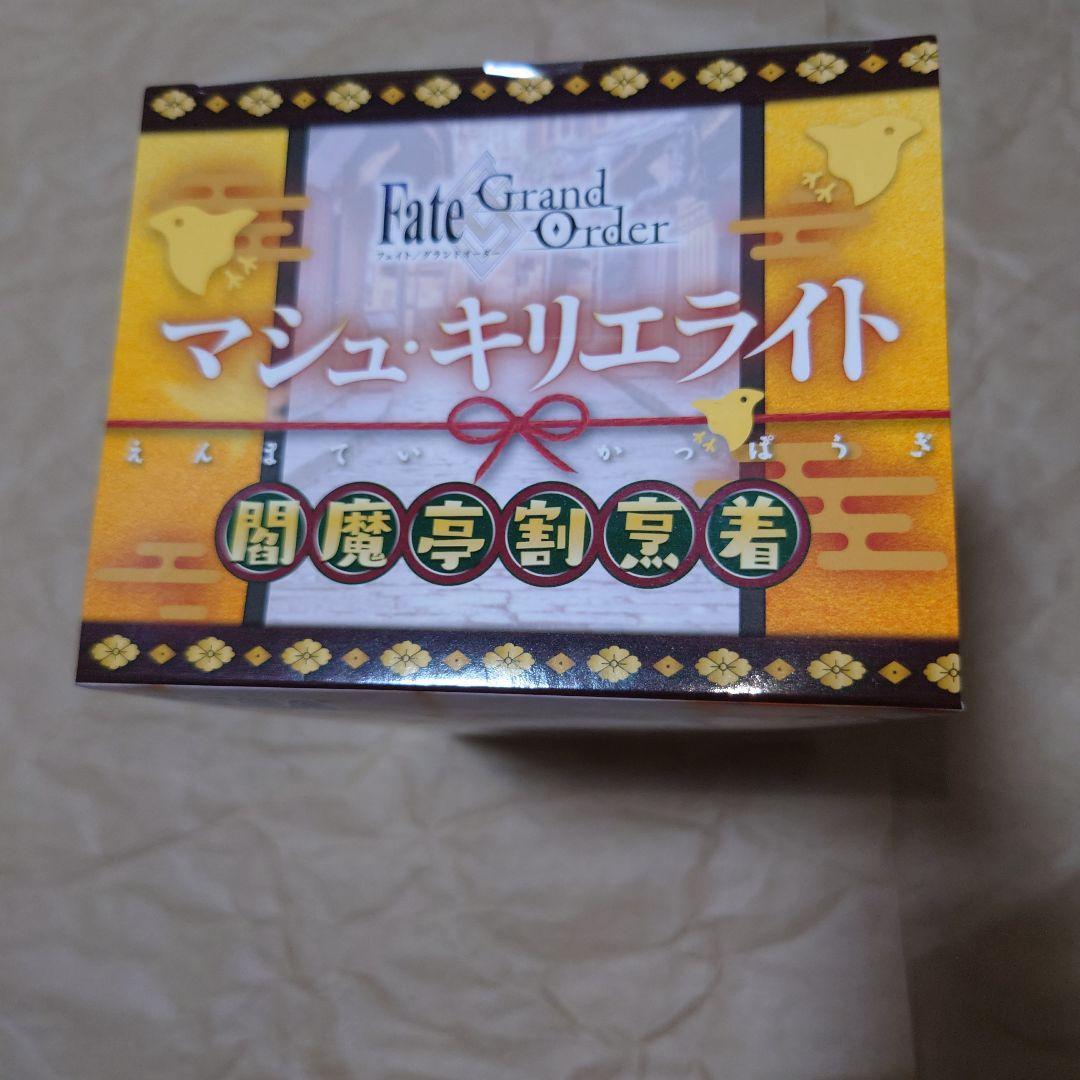 Fate Grand Order
フェイト/グランドオーダー
マシュ・キリエライト
えんまていかっぽうぎ
閻魔亭割烹着